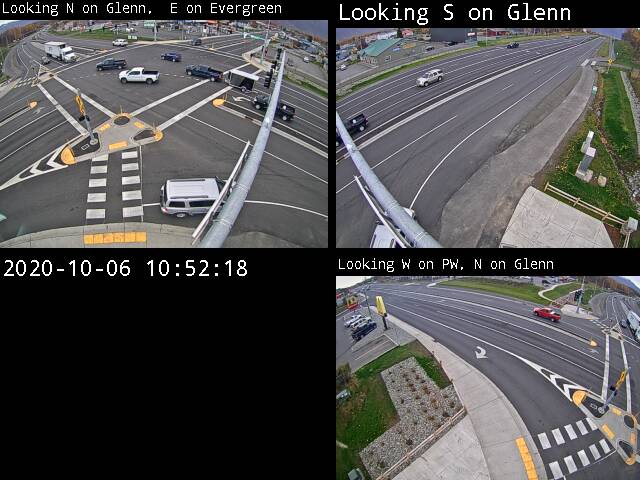 Looking N on Glenn, E on Evergreen
Looking S on Glenn
2020-10-06 10:52:18
Looking W on PW, N on Glenn